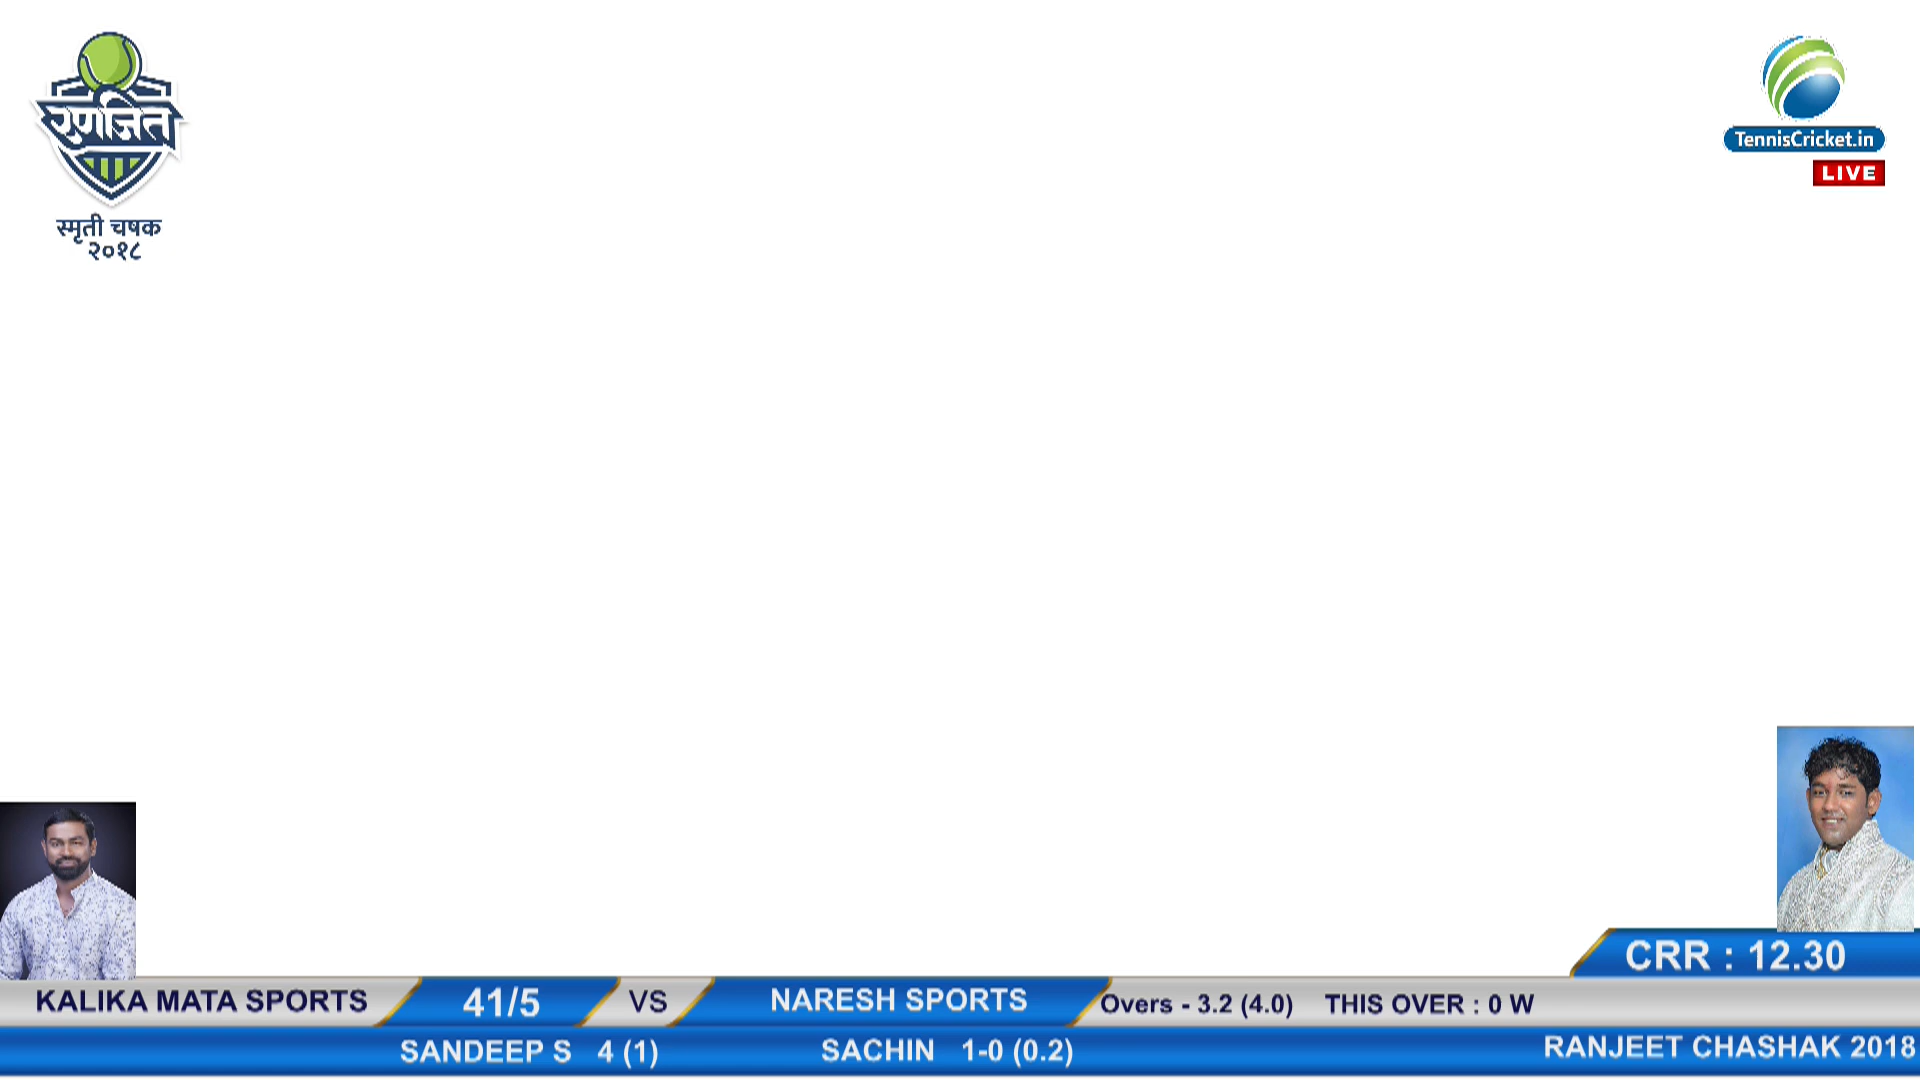 रणजित
स्मृती चषक
२०१८
TennisCricket.in
LIVE
CRR : 12.30
KALIKA MATA SPORTS 41/5 VS NARESH SPORTS Overs - 3.2 (4.0) THIS OVER : 0 W
SANDEEP S 4 (1) SACHIN 1-0 (0.2) RANJEET CHASHAK 2018